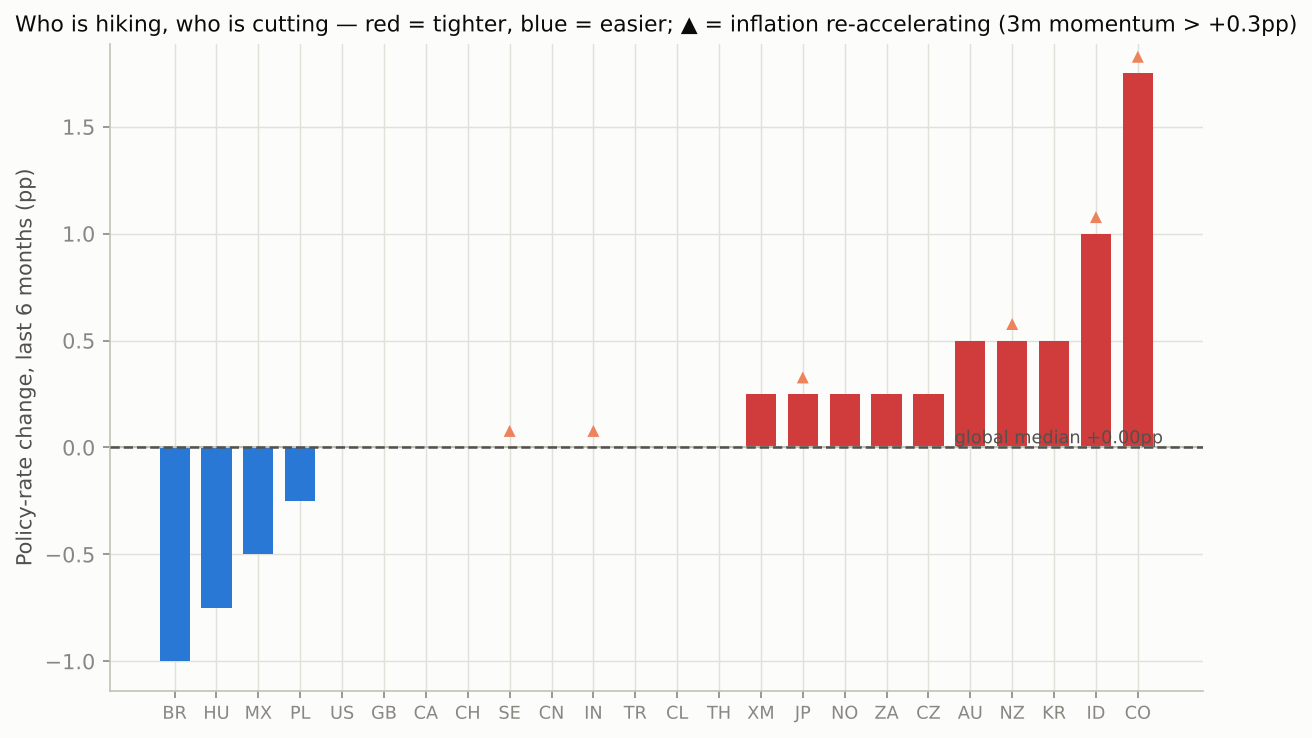 Who is hiking, who is cutting — red = tighter, blue = easier; ▲ = inflation re-accelerating (3m momentum > +0.3pp)
Policy-rate change, last 6 months (pp)
1.5
1.0
0.5
0.0
−0.5
−1.0
global median +0.00pp
BR HU MX PL US GB CA CH SE CN IN TR CL TH XM JP NO ZA CZ AU NZ KR ID CO